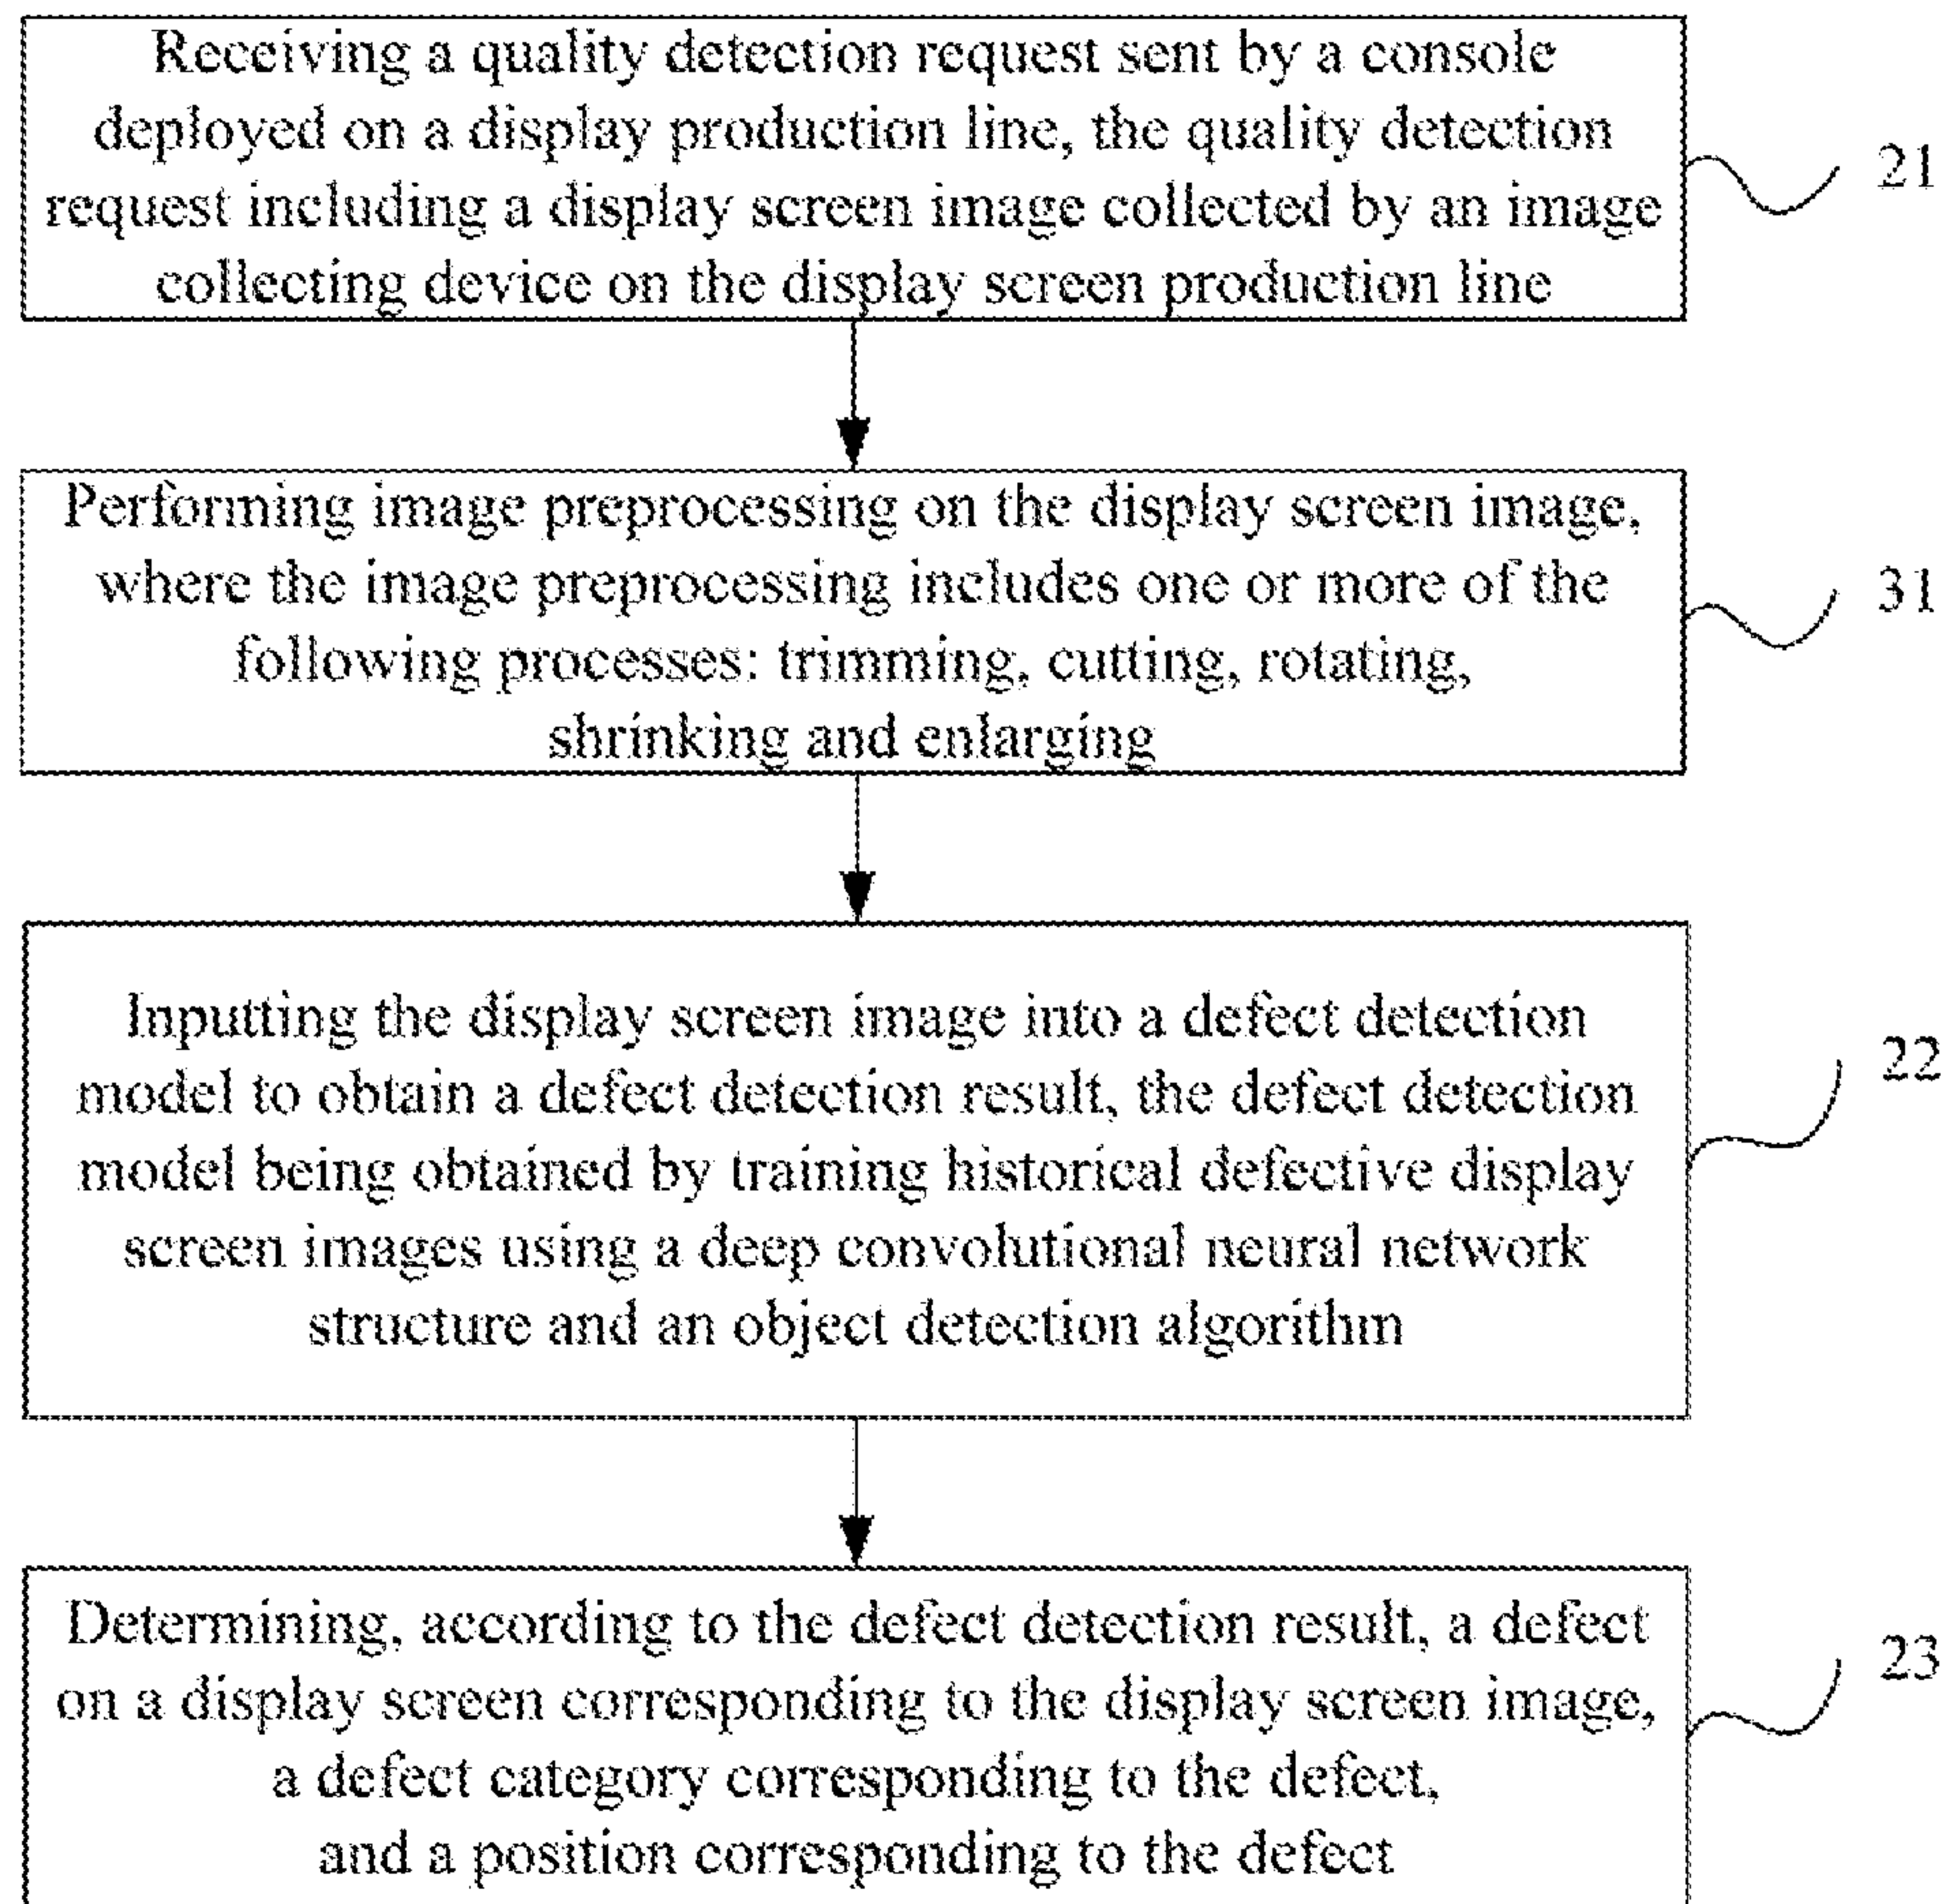 Receiving a quality detection request sent by a console
deployed on a display production line, the quality detection
request including a display screen image collected by an image
collecting device on the display screen production line
21
Performing image preprocessing on the display screen image,
where the image preprocessing includes one or more of the
following processes: trimming, cutting, rotating,
shrinking and enlarging
31
Inputting the display screen image into a defect detection
model to obtain a defect detection result, the defect detection
model being obtained by training historical defective display
screen images using a deep convolutional neural network
structure and an object detection algorithm
22
Determining, according to the defect detection result, a defect
on a display screen corresponding to the display screen image,
a defect category corresponding to the defect,
and a position corresponding to the defect
23